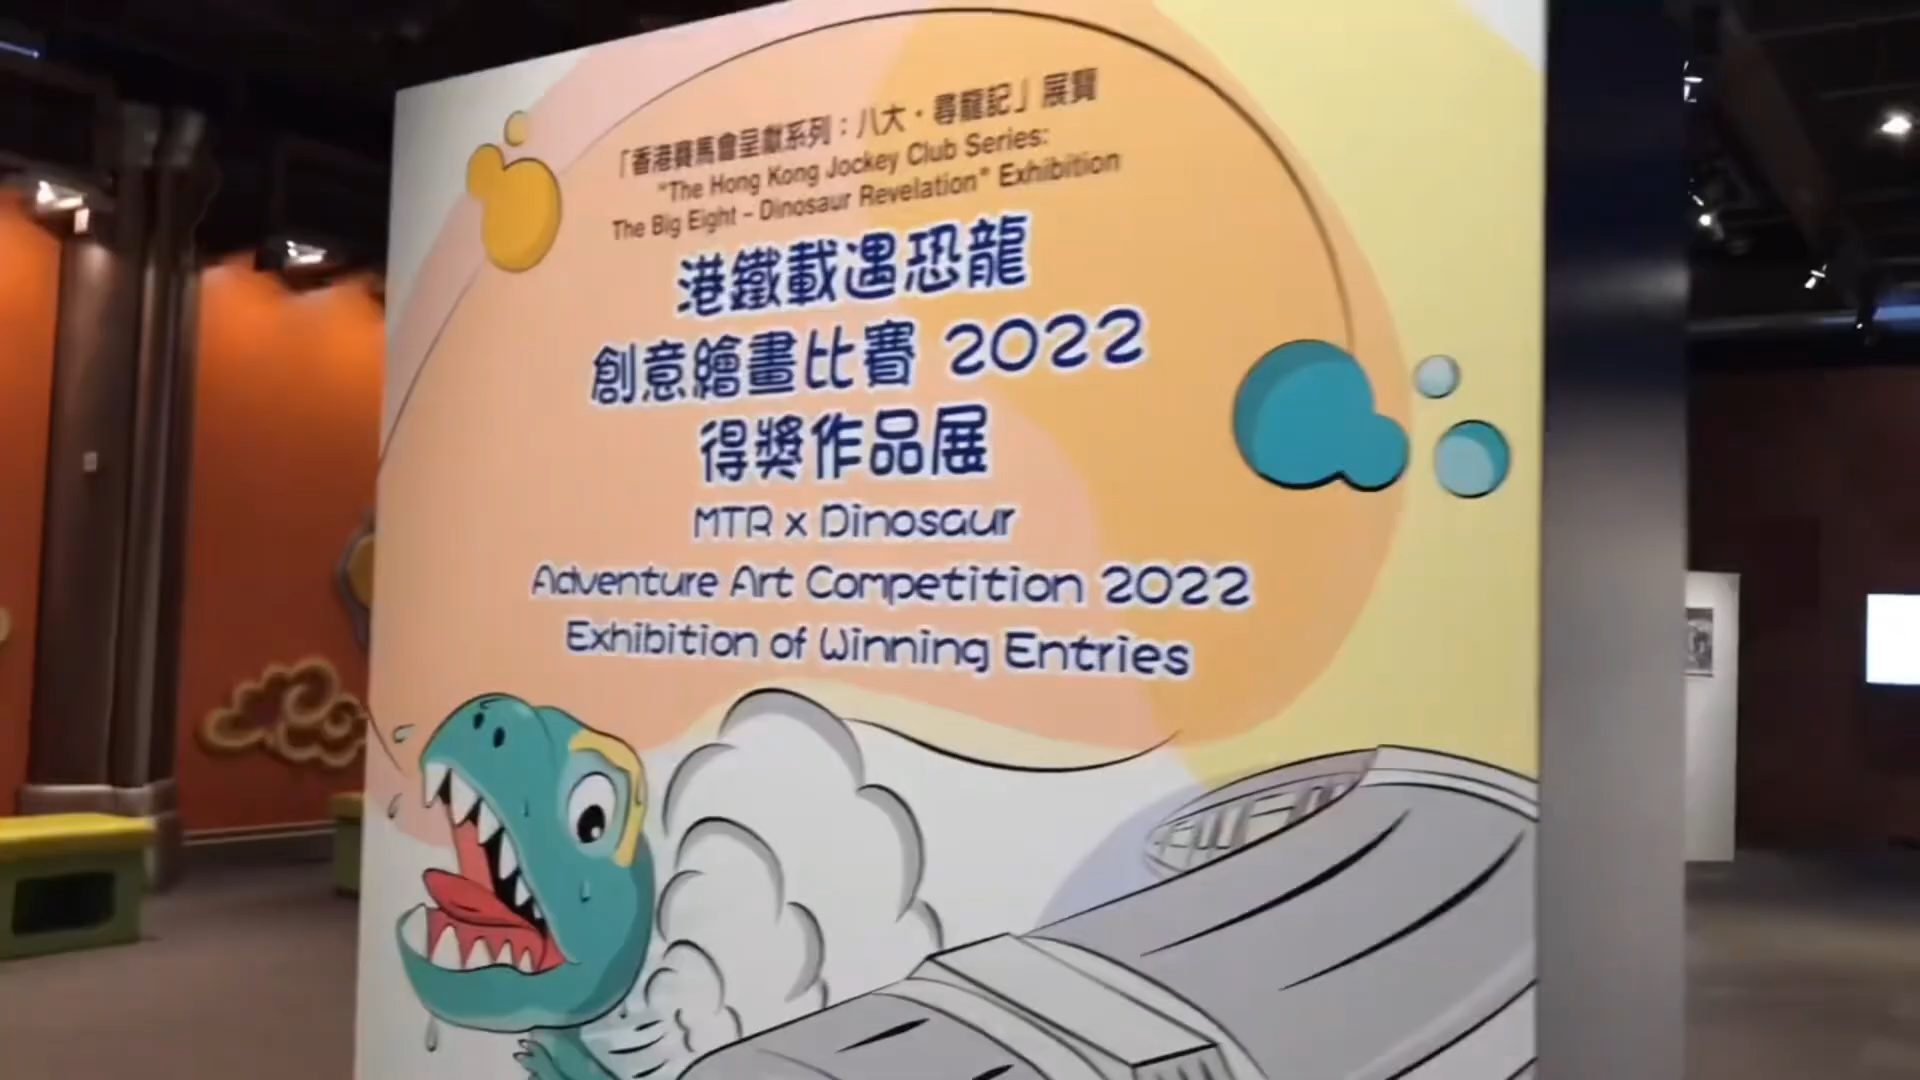 「香港賽馬會呈獻系列：八大・尋龍記」展覽
"The Hong Kong Jockey Club Series:
The Big Eight – Dinosaur Revelation" Exhibition
港鐵載遇恐龍
創意繪畫比賽 2022
得獎作品展
MTR x Dinosaur
Adventure Art Competition 2022
Exhibition of Winning Entries